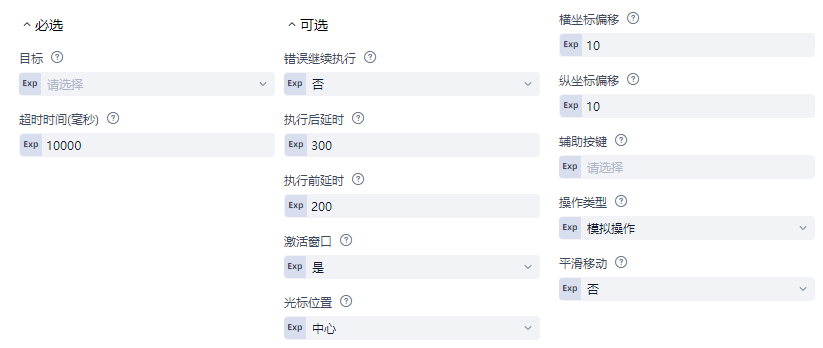 必选
目标
Exp 请选择
超时时间(毫秒)
Exp 10000
可选
错误继续执行
Exp 否
执行后延时
Exp 300
执行前延时
Exp 200
激活窗口
Exp 是
光标位置
Exp 中心
横坐标偏移
Exp 10
纵坐标偏移
Exp 10
辅助按键
Exp 请选择
操作类型
Exp 模拟操作
平滑移动
Exp 否